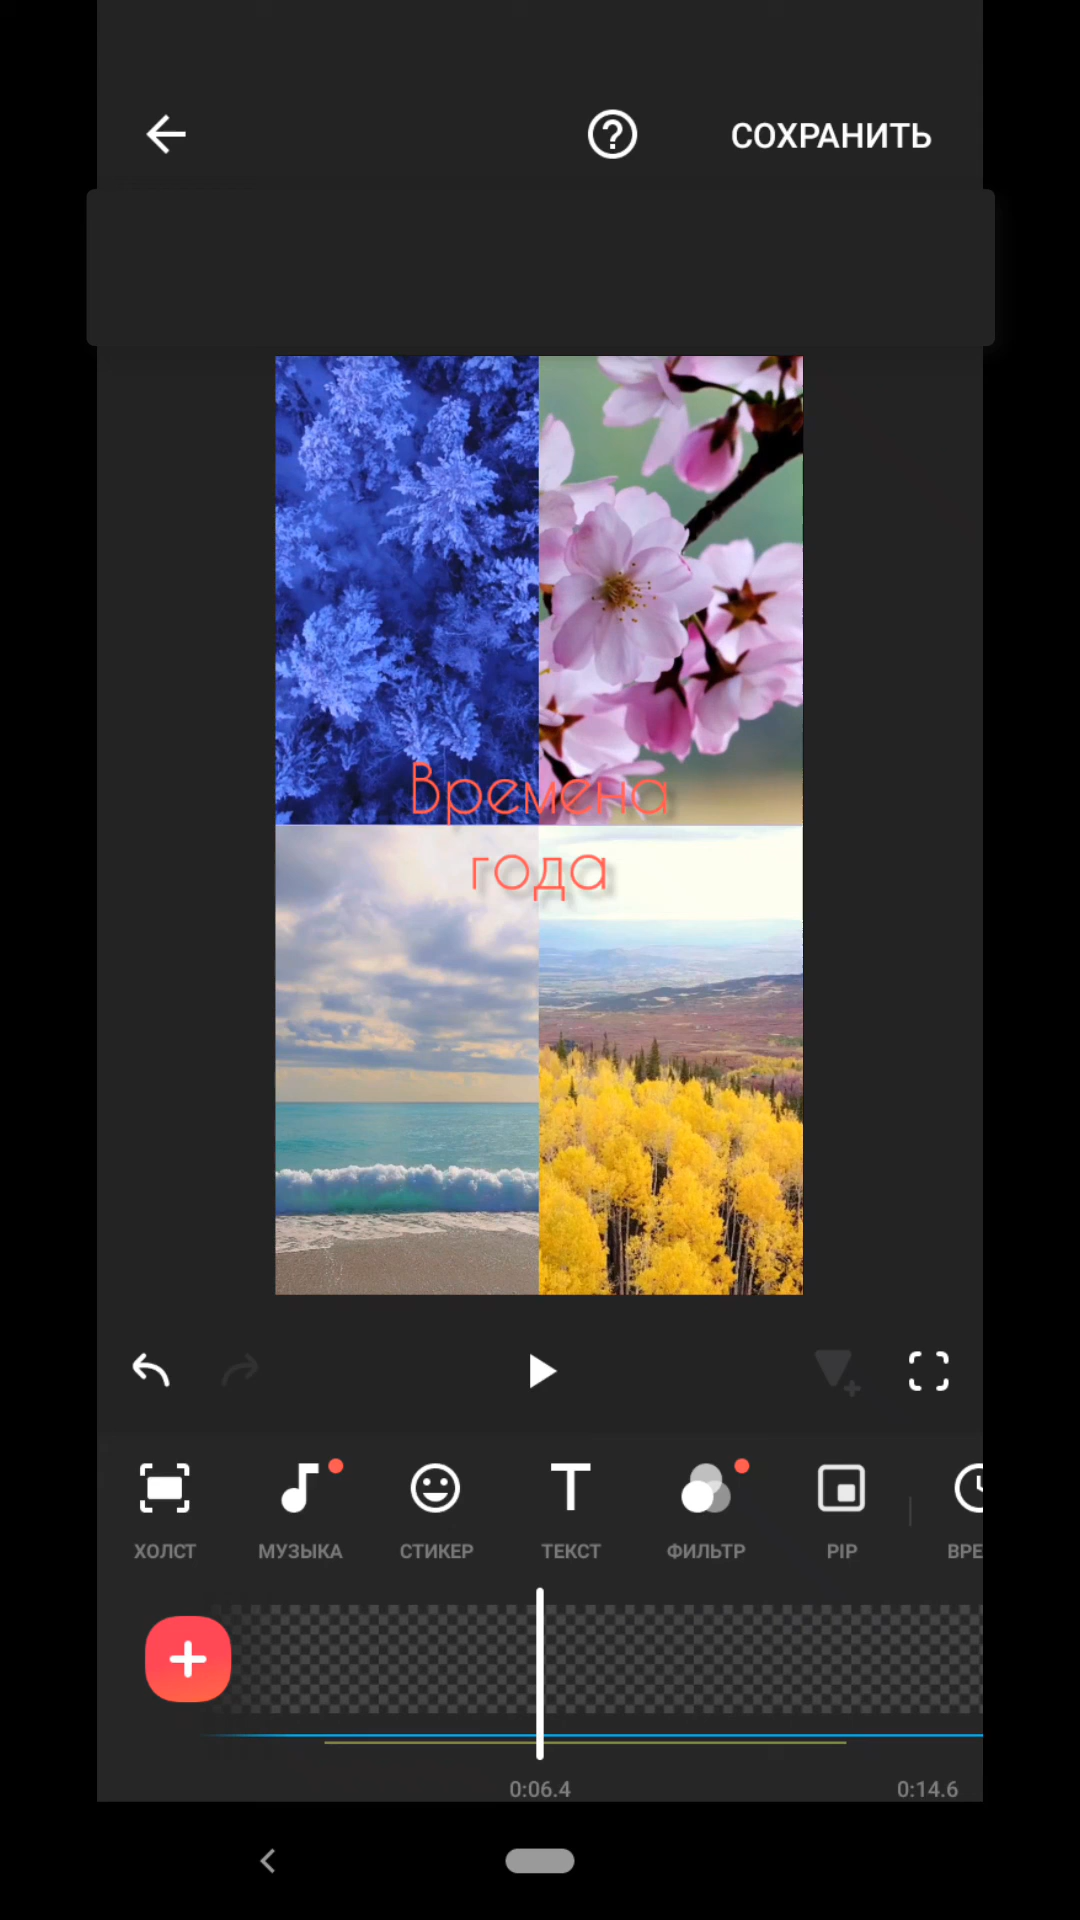 СОХРАНИТЬ
Времена
года
ХОЛСТ
МУЗЫКА
СТИКЕР
ТЕКСТ
ФИЛЬТР
PIP
ВРЕ
0:06.4
0:14.6